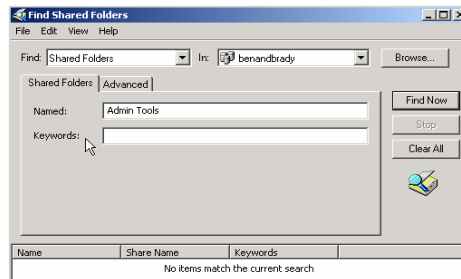 Find Shared Folders
File Edit View Help
Find: Shared Folders In: benandbrady Browse...
Shared Folders Advanced
Named: Admin Tools
Keywords:
Find Now
Stop
Clear All
Name Share Name Keywords
No items match the current search